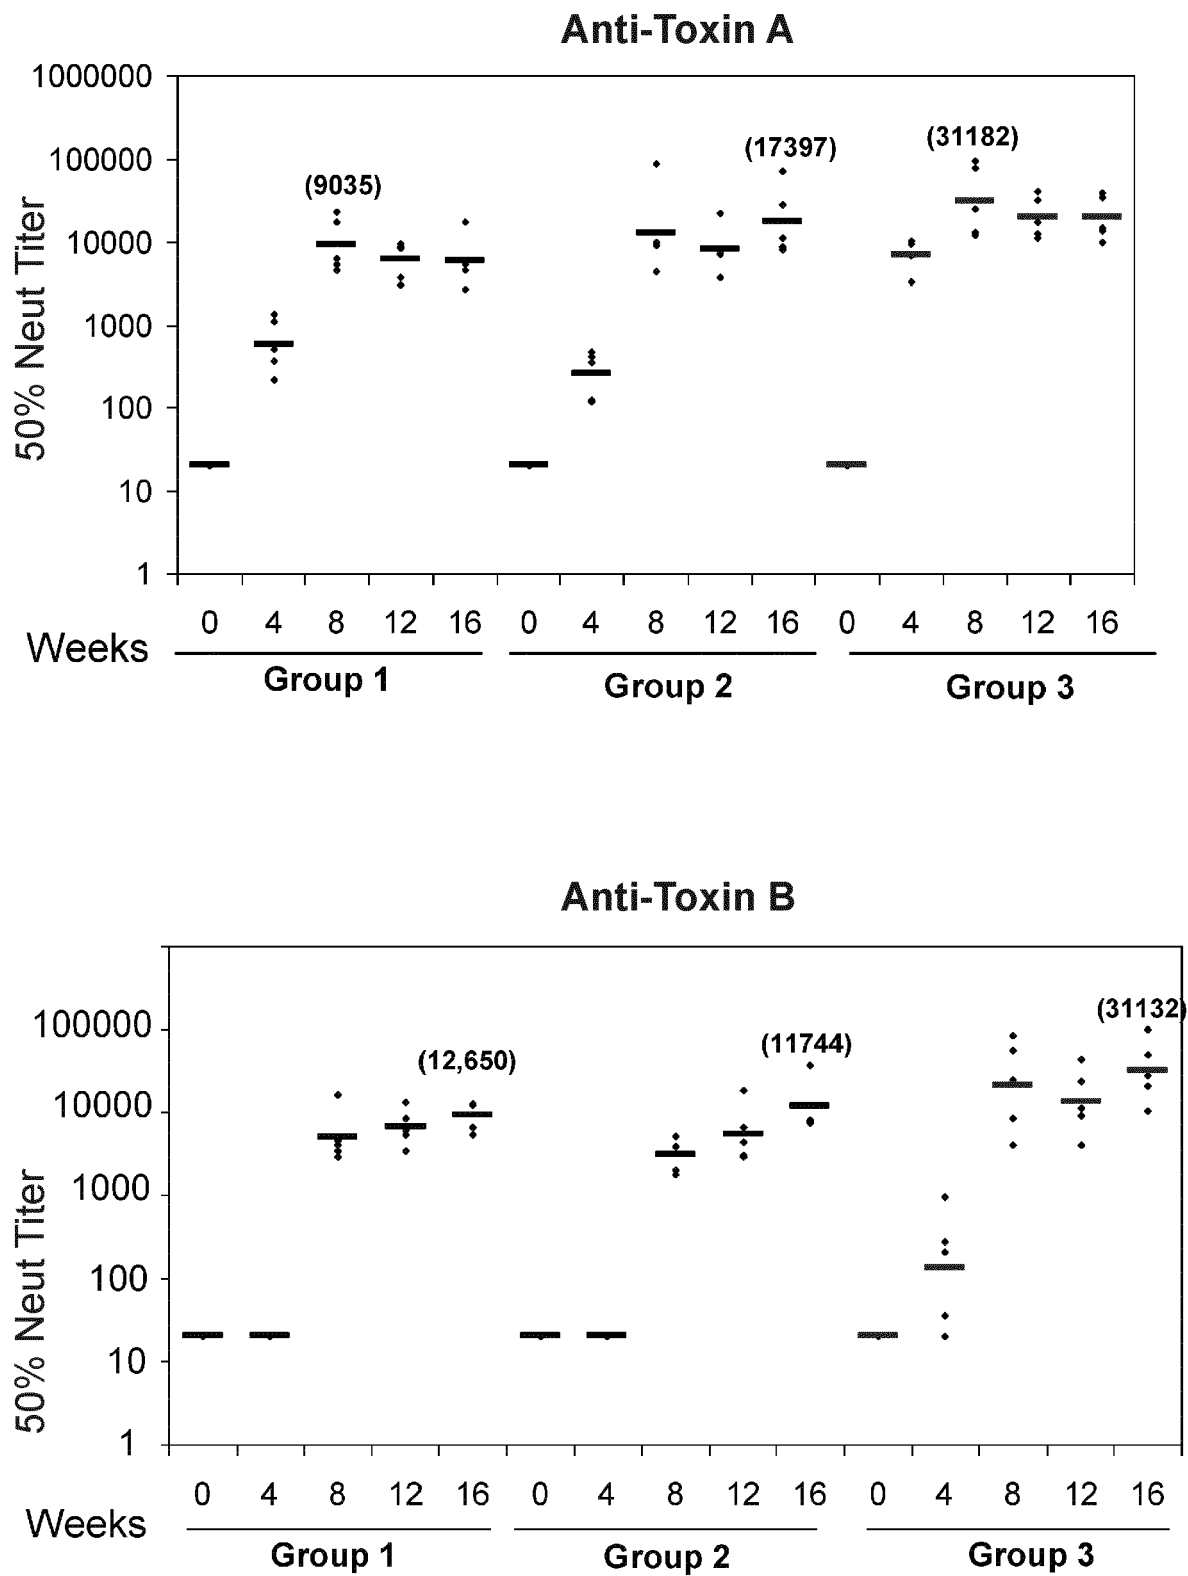 Anti-Toxin A
50% Neut Titer
1000000
100000
10000
1000
100
10
1
(9035)
(17397)
(31182)
0 4 8 12 16 0 4 8 12 16 0 4 8 12 16
Weeks
Group 1 Group 2 Group 3
Anti-Toxin B
50% Neut Titer
100000
10000
1000
100
10
1
(12,650)
(11744)
(31132)
0 4 8 12 16 0 4 8 12 16 0 4 8 12 16
Weeks
Group 1 Group 2 Group 3